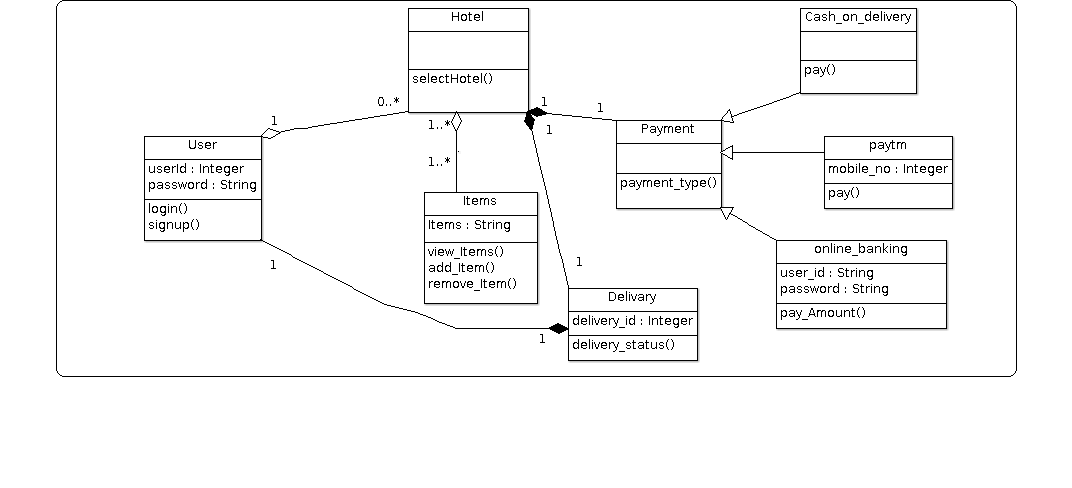 Hotel
selectHotel()
Cash_on_delivery
pay()
0..*
1
1
1
1..*
1
1..*
User
userId : Integer
password : String
login()
signup()
Payment
payment_type()
paytm
mobile_no : Integer
pay()
Items
Items : String
view_Items()
add_Item()
remove_Item()
online_banking
user_id : String
password : String
pay_Amount()
1
1
Delivary
delivery_id : Integer
delivery_status()
1